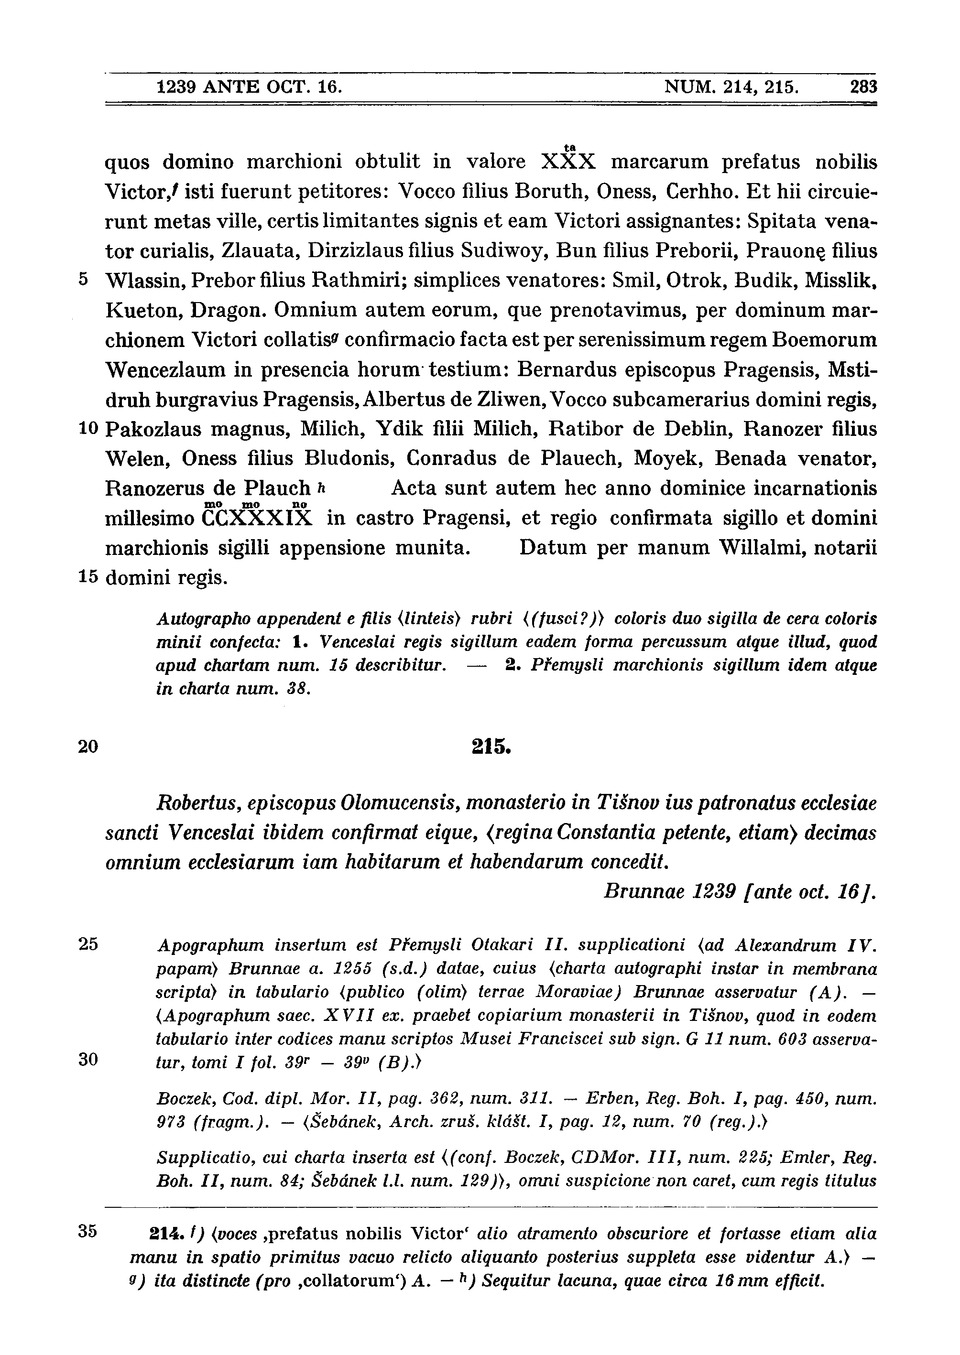 1239 ANTE OCT. 16. NUM. 214, 215. 283
quos domino marchioni obtulit in valore XXX^ta marcarum prefatus nobilis
Victor,f isti fuerunt petitores: Vocco filius Boruth, Oness, Cerhho. Et hii circuie-
runt metas ville, certis limitantes signis et eam Victori assignantes: Spitata vena-
tor curialis, Zlauata, Dirzizlaus filius Sudiwoy, Bun filius Preborii, Prauonę filius
5 Wlassin, Prebor filius Rathmiri; simplices venatores: Smil, Otrok, Budik, Misslik,
Kueton, Dragon. Omnium autem eorum, que prenotavimus, per dominum mar-
chionem Victori collatisg confirmacio facta est per serenissimum regem Boemorum
Wencezlaum in presencia horum testium: Bernardus episcopus Pragensis, Msti-
druh burgravius Pragensis, Albertus de Zliwen, Vocco subcamerarius domini regis,
10 Pakozlaus magnus, Milich, Ydik filii Milich, Ratibor de Deblin, Ranozer filius
Welen, Oness filius Bludonis, Conradus de Plauech, Moyek, Benada venator,
Ranozerus de Plauch h Acta sunt autem hec anno dominice incarnationis
millesimo CC^mo XXX^mo IX^no in castro Pragensi, et regio confirmata sigillo et domini
marchionis sigilli appensione munita. Datum per manum Willalmi, notarii
15 domini regis.
Autographo appendent e filis ⟨linteis⟩ rubri ⟨(fusci?)⟩ coloris duo sigilla de cera coloris
minii confecta: 1. Venceslai regis sigillum eadem forma percussum atque illud, quod
apud chartam num. 15 describitur. — 2. Přemysli marchionis sigillum idem atque
in charta num. 38.
20 215.
Robertus, episcopus Olomucensis, monasterio in Tišnov ius patronatus ecclesiae
sancti Venceslai ibidem confirmat eique, ⟨regina Constantia petente, etiam⟩ decimas
omnium ecclesiarum iam habitarum et habendarum concedit.
Brunnae 1239 [ante oct. 16].
25 Apographum insertum est Přemysli Otakari II. supplicationi ⟨ad Alexandrum IV.
papam⟩ Brunnae a. 1255 (s.d.) datae, cuius ⟨charta autographi instar in membrana
scripta⟩ in tabulario ⟨publico (olim⟩ terrae Moraviae) Brunnae asservatur (A). —
⟨Apographum saec. XVII ex. praebet copiarium monasterii in Tišnov, quod in eodem
tabulario inter codices manu scriptos Musei Francisci sub sign. G 11 num. 603 asserva-
30 tur, tomi I fol. 39r — 39v (B).⟩
Boczek, Cod. dipl. Mor. II, pag. 362, num. 311. — Erben, Reg. Boh. I, pag. 450, num.
973 (fragm.). — ⟨Šebánek, Arch. zruš. klášt. I, pag. 12, num. 70 (reg.).⟩
Supplicatio, cui charta inserta est ⟨(conf. Boczek, CDMor. III, num. 225; Emler, Reg.
Boh. II, num. 84; Šebánek l.l. num. 129)⟩, omni suspicione non caret, cum regis titulus
35 214. f) ⟨voces ‚prefatus nobilis Victor‘ alio atramento obscuriore et fortasse etiam alia
manu in spatio primitus vacuo relicto aliquanto posterius suppleta esse videntur A.⟩ —
g) ita distincte (pro ‚collatorum‘) A. — h) Sequitur lacuna, quae circa 16 mm efficit.